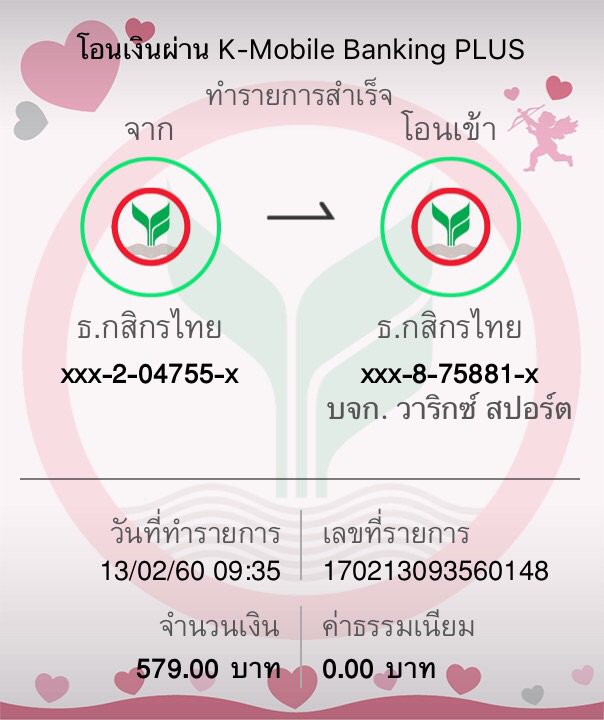 โอนเงินผ่าน K-Mobile Banking PLUS
ทำรายการสำเร็จ
จาก
โอนเข้า
ธ.กสิกรไทย
ธ.กสิกรไทย
xxx-2-04755-x
xxx-8-75881-x
บจก. วาริกซ์ สปอร์ต
วันที่ทำรายการ
เลขที่รายการ
13/02/60 09:35
170213093560148
จำนวนเงิน
ค่าธรรมเนียม
579.00 บาท
0.00 บาท